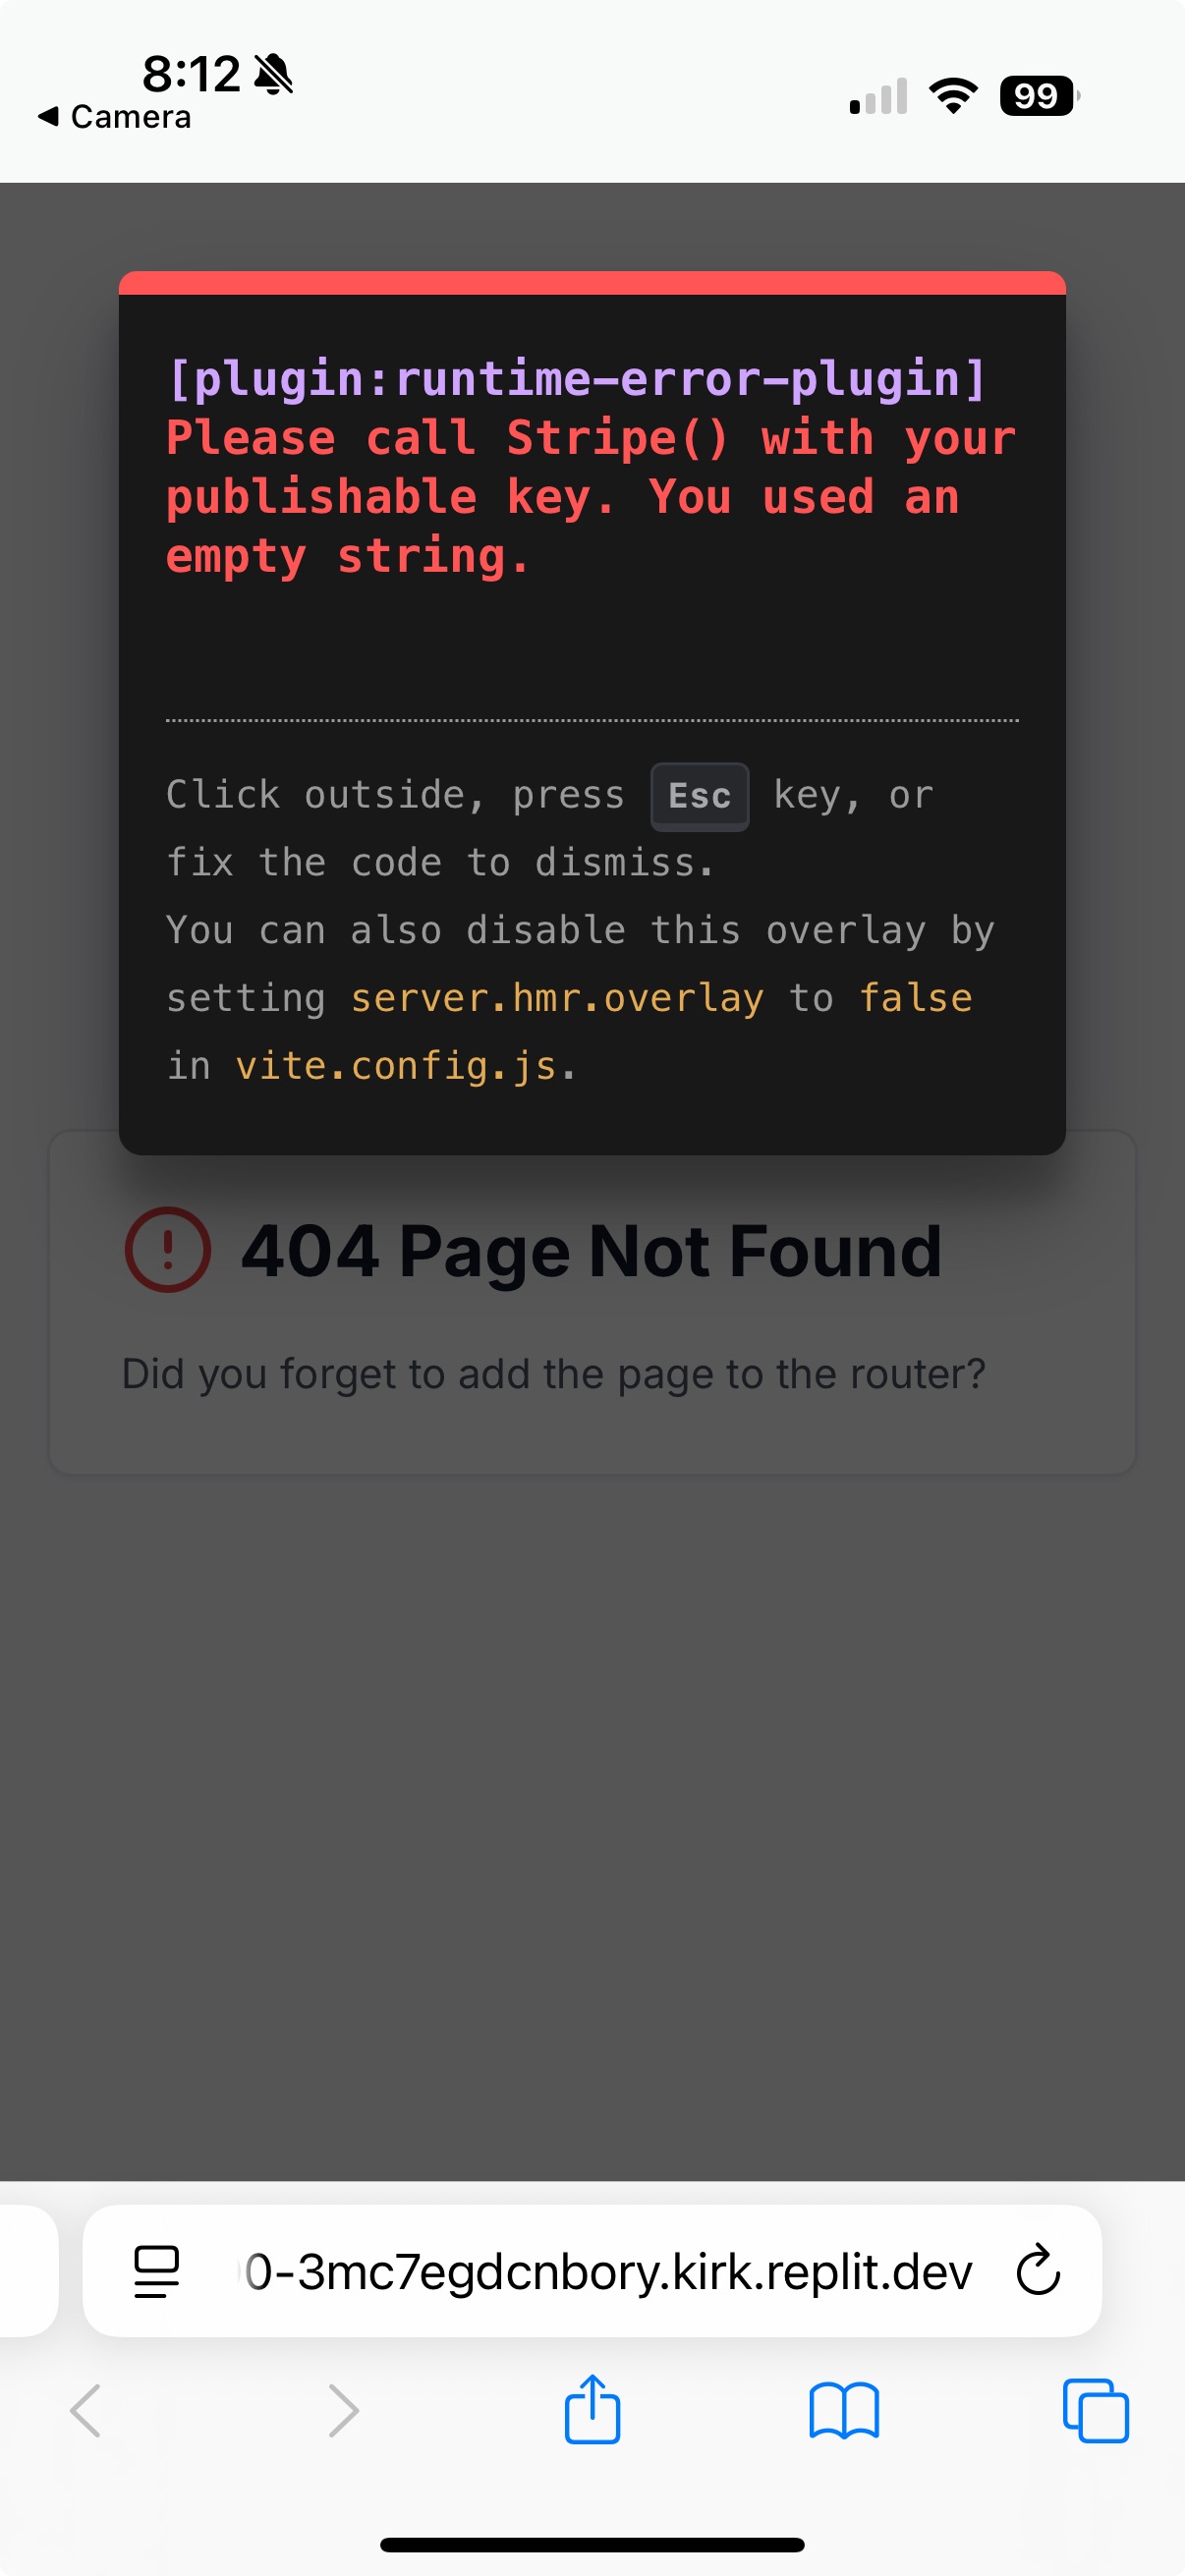 8:12
Camera
99
[plugin:runtime-error-plugin]
Please call Stripe() with your
publishable key. You used an
empty string.
Click outside, press Esc key, or
fix the code to dismiss.
You can also disable this overlay by
setting server.hmr.overlay to false
in vite.config.js.
404 Page Not Found
Did you forget to add the page to the router?
0-3mc7egdcnbory.kirk.replit.dev